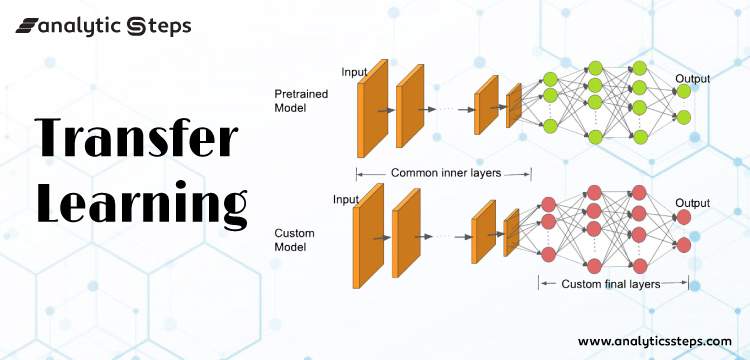 analytic Steps
Transfer
Learning
Input
Pretrained
Model
Output
Common inner layers
Input
Custom
Model
Output
Custom final layers
www.analyticssteps.com